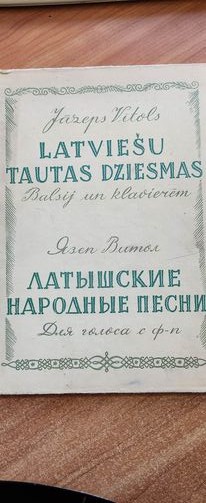 Jāzeps Vītols
LATVIEŠU
TAUTAS DZIESMAS
Balsij un klavierēm
Язеп Витол
ЛАТЫШСКИЕ
НАРОДНЫЕ ПЕСНИ
Для голоса с ф-п